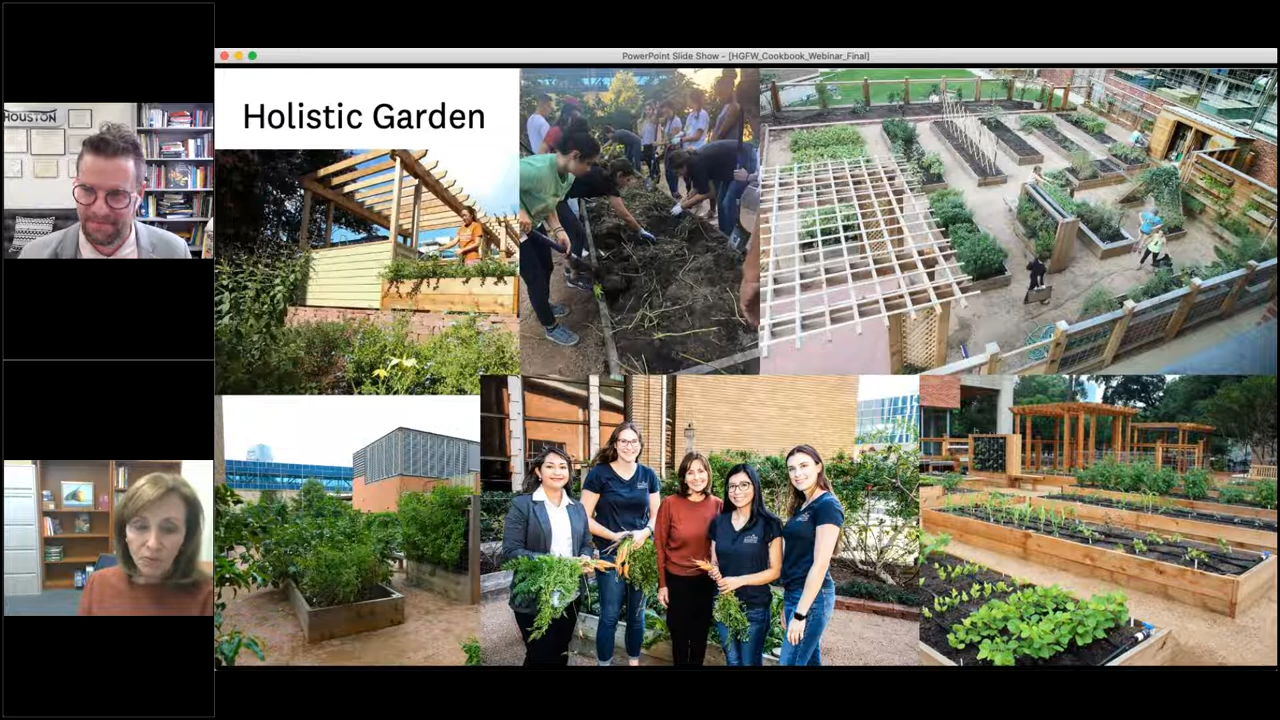 PowerPoint Slide Show - [HGFW_Cookbook_Webinar_Final]
HOUSTON
Holistic Garden